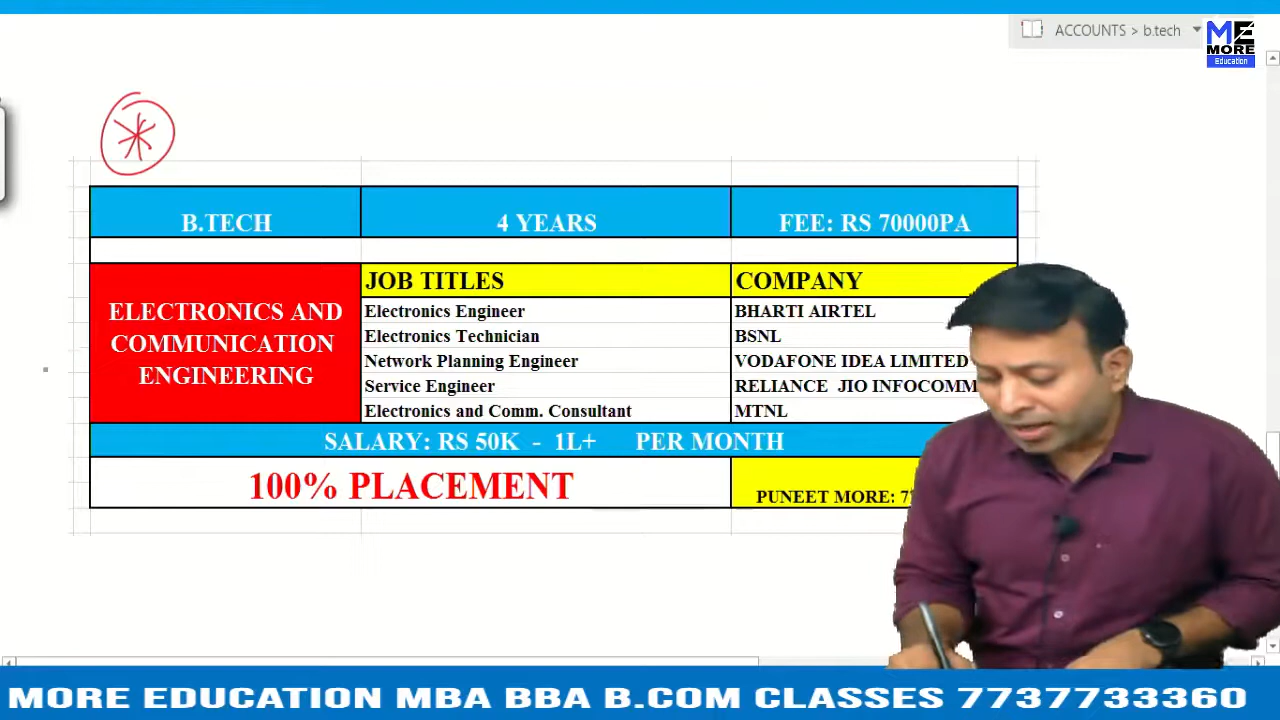 ACCOUNTS > b.tech
ME
MORE
Education
B.TECH 4 YEARS FEE: RS 70000PA
ELECTRONICS AND
COMMUNICATION
ENGINEERING
JOB TITLES COMPANY
Electronics Engineer BHARTI AIRTEL
Electronics Technician BSNL
Network Planning Engineer VODAFONE IDEA LIMITED
Service Engineer RELIANCE JIO INFOCOMM
Electronics and Comm. Consultant MTNL
SALARY: RS 50K - 1L+ PER MONTH
100% PLACEMENT
PUNEET MORE:
MORE EDUCATION MBA BBA B.COM CLASSES 7737733360